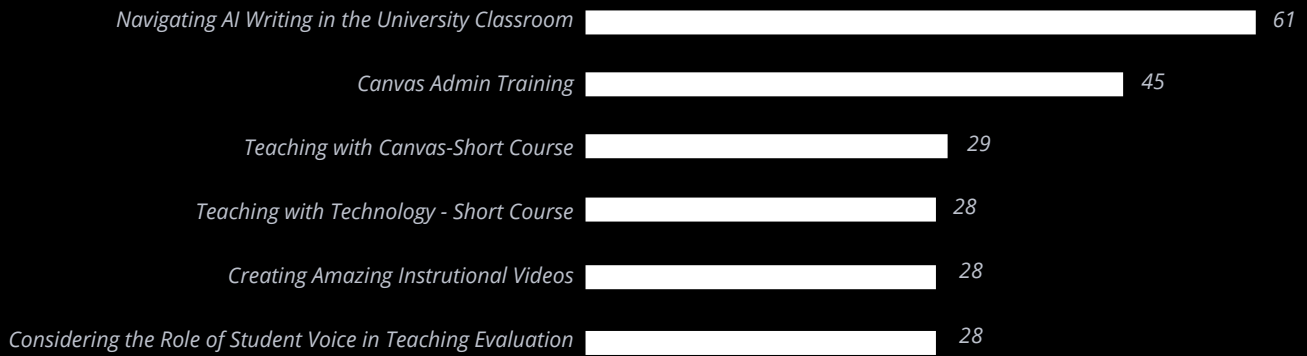 Navigating AI Writing in the University Classroom 61
Canvas Admin Training 45
Teaching with Canvas-Short Course 29
Teaching with Technology - Short Course 28
Creating Amazing Instrutional Videos 28
Considering the Role of Student Voice in Teaching Evaluation 28